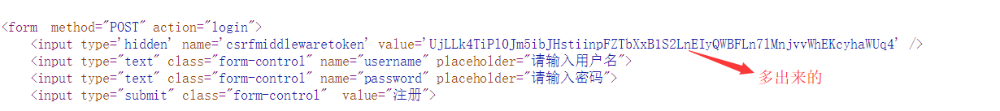 <form  method="POST" action="login">
<input type='hidden' name='csrfmiddlewaretoken' value='UjLLk4TiPl0Jm5ibJHstiinpFZTbXxBlS2LnEIyQWBFLn7lMnjvvWhEKcyhaWUq4' />
<input type="text" class="form-control" name="username" placeholder="请输入用户名">
<input type="text" class="form-control" name="password" placeholder="请输入密码">
多出来的
<input type="submit" class="form-control"  value="注册">